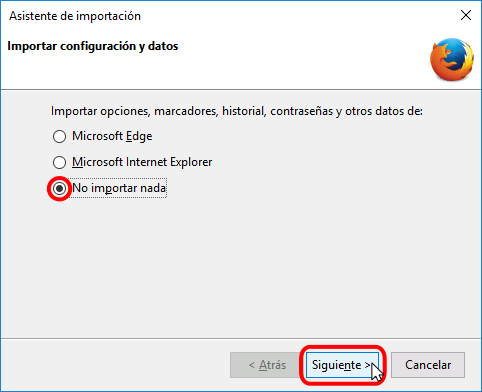 Asistente de importación
Importar configuración y datos
Importar opciones, marcadores, historial, contraseñas y otros datos de:
Microsoft Edge
Microsoft Internet Explorer
No importar nada
< Atrás
Siguiente >
Cancelar